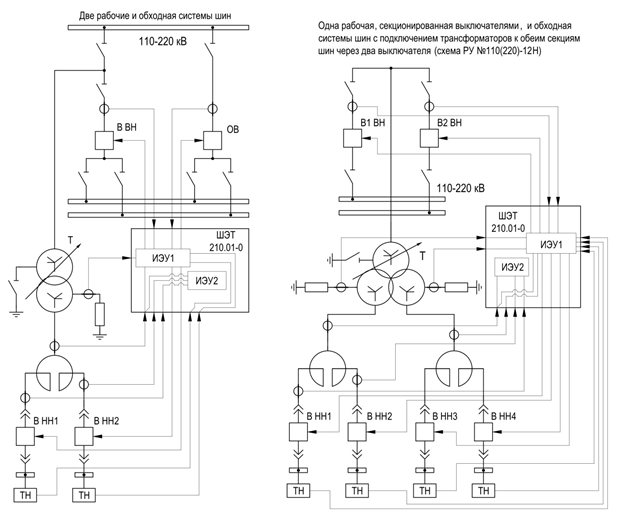 Две рабочие и обходная системы шин
110-220 кВ
В ВН
ОВ
ШЭТ
210.01-0
ИЭУ1
ИЭУ2
Т
В НН1
В НН2
ТН
ТН
Одна рабочая, секционированная выключателями, и обходная
системы шин с подключением трансформаторов к обеим секциям
шин через два выключателя (схема РУ №110(220)-12Н)
В1 ВН
В2 ВН
110-220 кВ
ШЭТ
210.01-0
ИЭУ1
ИЭУ2
Т
В НН1
В НН2
В НН3
В НН4
ТН
ТН
ТН
ТН